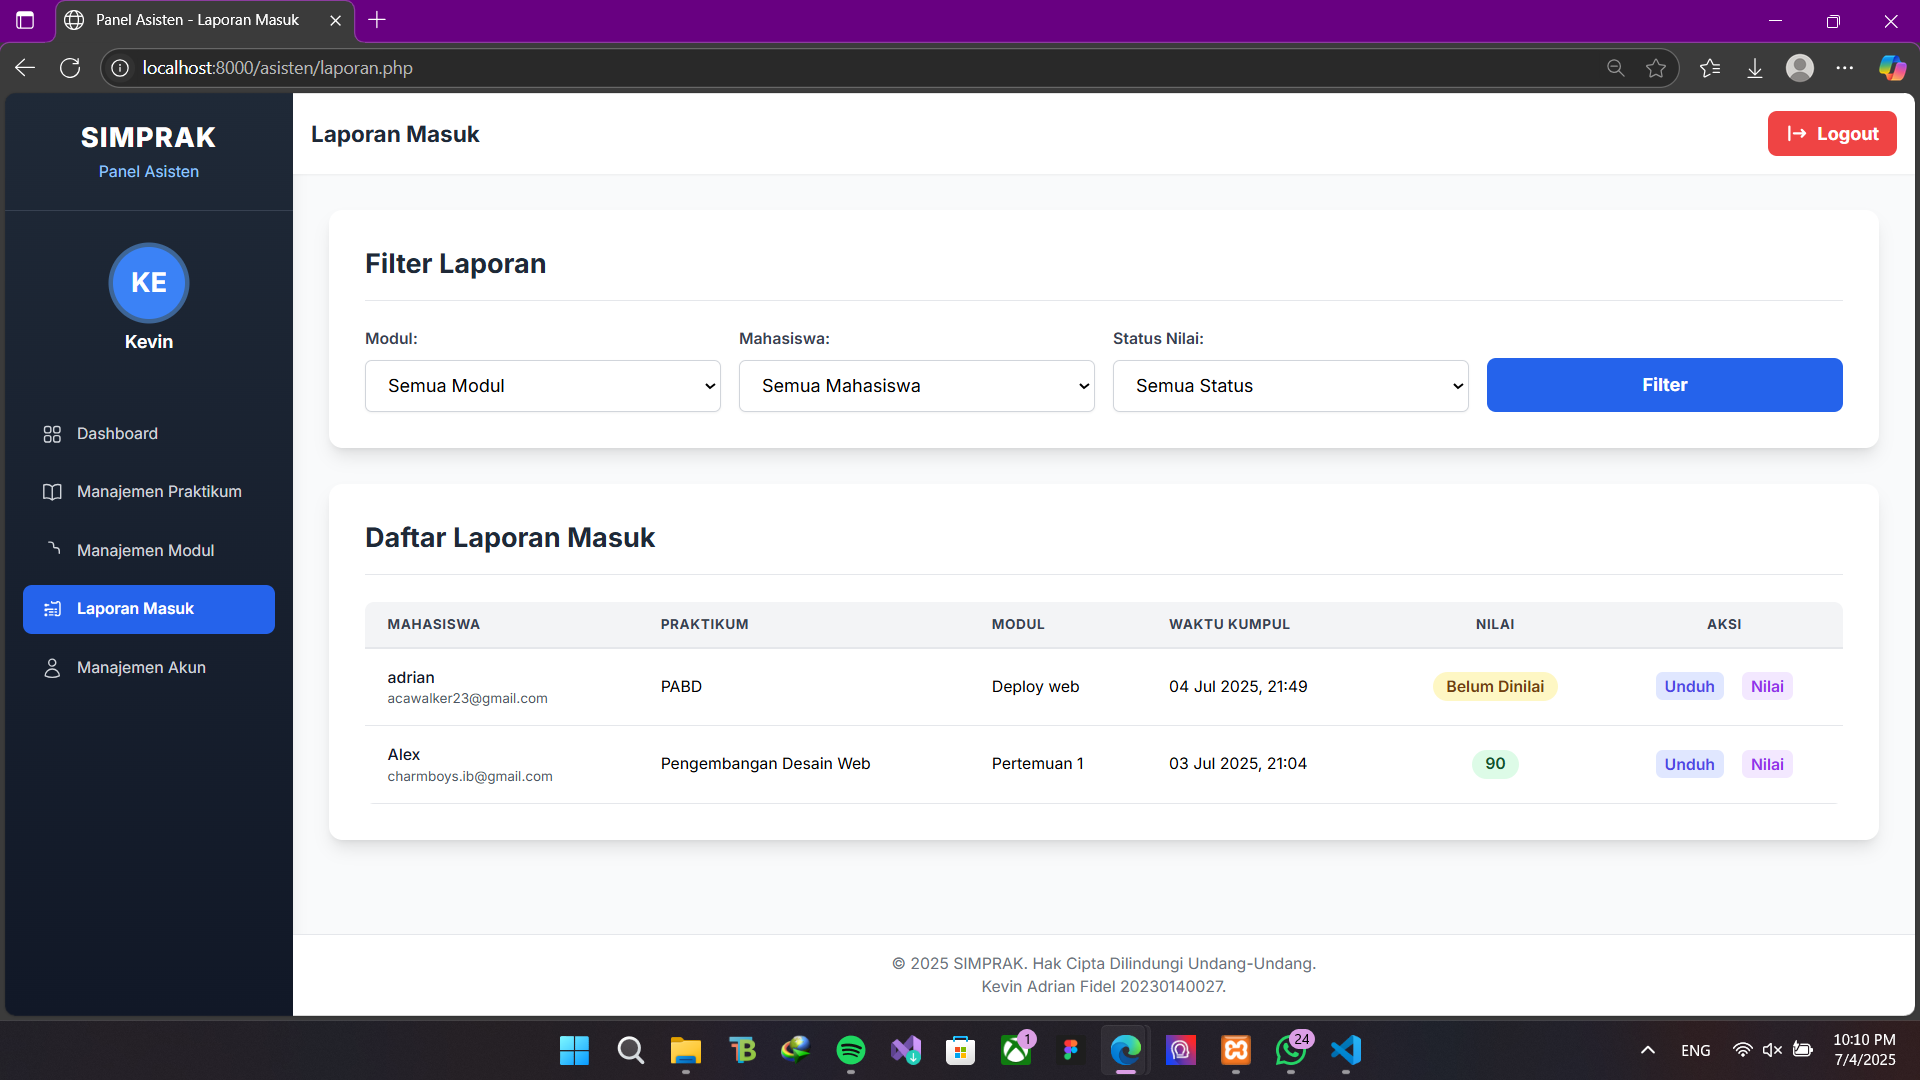 Panel Asisten - Laporan Masuk
localhost:8000/asisten/laporan.php
SIMPRAK
Panel Asisten
KE
Kevin
Dashboard
Manajemen Praktikum
Manajemen Modul
Laporan Masuk
Manajemen Akun
Laporan Masuk
Logout
Filter Laporan
Modul: Mahasiswa: Status Nilai:
Semua Modul Semua Mahasiswa Semua Status Filter
Daftar Laporan Masuk
MAHASISWA PRAKTIKUM MODUL WAKTU KUMPUL NILAI AKSI
adrian
acawalker23@gmail.com
PABD Deploy web 04 Jul 2025, 21:49 Belum Dinilai Unduh Nilai
Alex
charmboys.ib@gmail.com
Pengembangan Desain Web Pertemuan 1 03 Jul 2025, 21:04 90 Unduh Nilai
© 2025 SIMPRAK. Hak Cipta Dilindungi Undang-Undang.
Kevin Adrian Fidel 20230140027.
TB
1
24
ENG
10:10 PM
7/4/2025